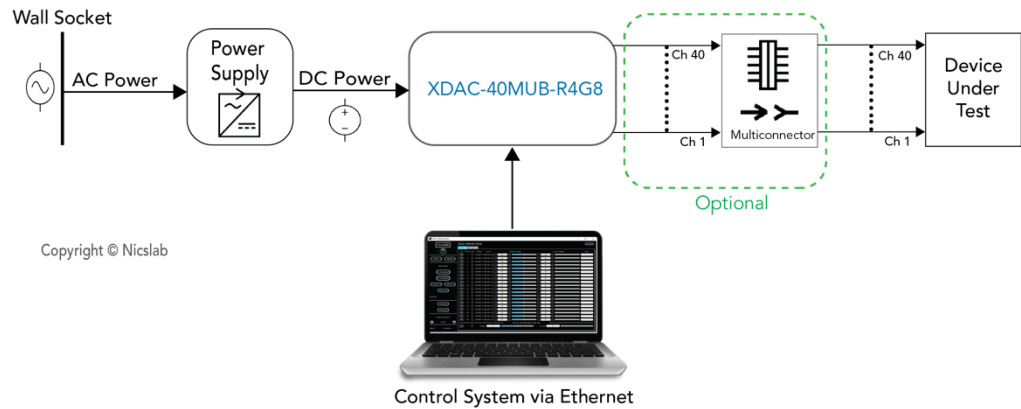 Wall Socket
AC Power
Power
Supply
DC Power
XDAC-40MUB-R4G8
Ch 40
Ch 1
Multiconnector
Optional
Ch 40
Ch 1
Device
Under
Test
Copyright © Nicslab
Control System via Ethernet